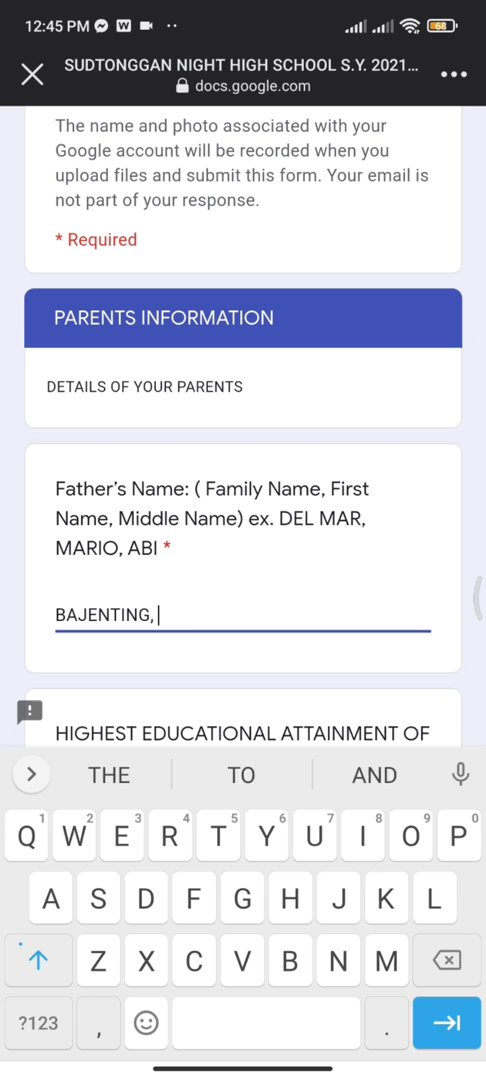 12:45 PM
68
SUDTONGGAN NIGHT HIGH SCHOOL S.Y. 2021...
docs.google.com
The name and photo associated with your
Google account will be recorded when you
upload files and submit this form. Your email is
not part of your response.
* Required
PARENTS INFORMATION
DETAILS OF YOUR PARENTS
Father's Name: ( Family Name, First
Name, Middle Name) ex. DEL MAR,
MARIO, ABI *
BAJENTING,
HIGHEST EDUCATIONAL ATTAINMENT OF
THE TO AND
1 2 3 4 5 6 7 8 9 0
Q W E R T Y U I O P
A S D F G H J K L
Z X C V B N M
?123 , .